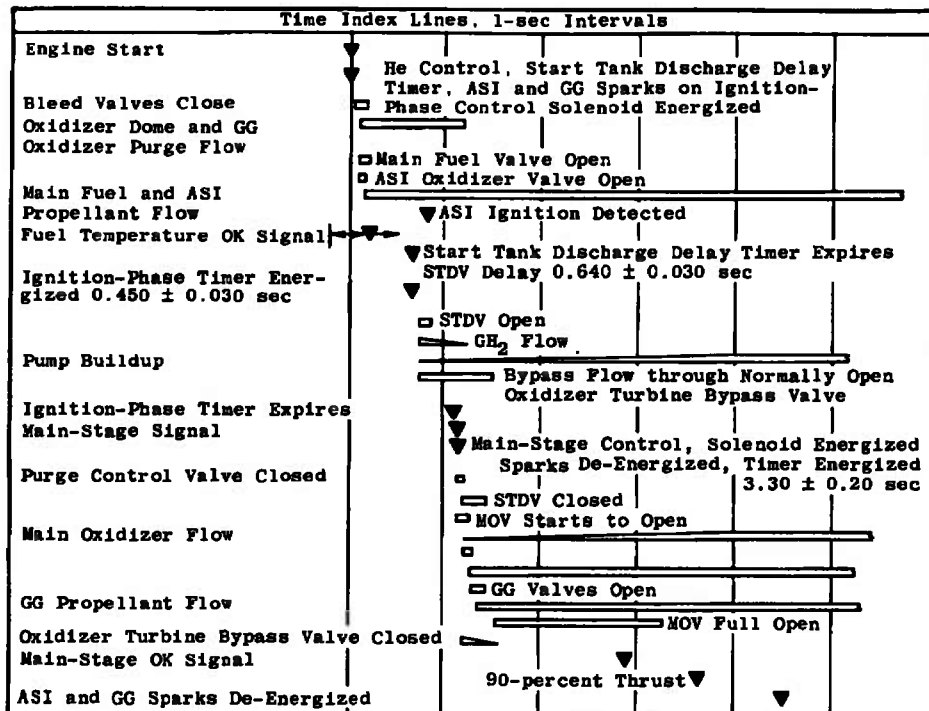 Time Index Lines, 1-sec Intervals
Engine Start
He Control, Start Tank Discharge Delay
Timer, ASI and GG Sparks on Ignition-
Phase Control Solenoid Energized
Bleed Valves Close
Oxidizer Dome and GG
Oxidizer Purge Flow
Main Fuel Valve Open
ASI Oxidizer Valve Open
Main Fuel and ASI
Propellant Flow
ASI Ignition Detected
Fuel Temperature OK Signal
Start Tank Discharge Delay Timer Expires
STDV Delay 0.640 ± 0.030 sec
Ignition-Phase Timer Ener-
gized 0.450 ± 0.030 sec
STDV Open
GH2 Flow
Pump Buildup
Bypass Flow through Normally Open
Oxidizer Turbine Bypass Valve
Ignition-Phase Timer Expires
Main-Stage Signal
Main-Stage Control, Solenoid Energized
Sparks De-Energized, Timer Energized
3.30 ± 0.20 sec
Purge Control Valve Closed
STDV Closed
MOV Starts to Open
Main Oxidizer Flow
GG Valves Open
GG Propellant Flow
MOV Full Open
Oxidizer Turbine Bypass Valve Closed
Main-Stage OK Signal
90-percent Thrust
ASI and GG Sparks De-Energized